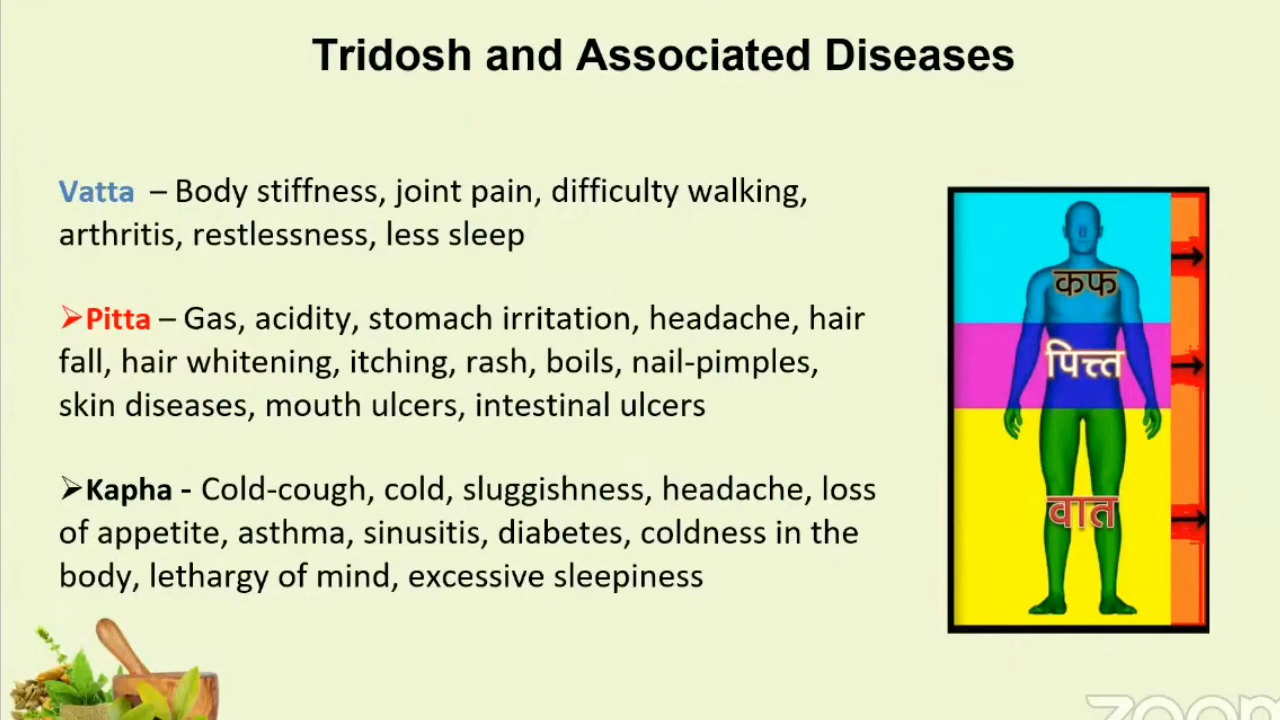 Tridosh and Associated Diseases
Vatta – Body stiffness, joint pain, difficulty walking,
arthritis, restlessness, less sleep
➢Pitta – Gas, acidity, stomach irritation, headache, hair
fall, hair whitening, itching, rash, boils, nail-pimples,
skin diseases, mouth ulcers, intestinal ulcers
➢Kapha - Cold-cough, cold, sluggishness, headache, loss
of appetite, asthma, sinusitis, diabetes, coldness in the
body, lethargy of mind, excessive sleepiness
कफ
पित्त
वात
zoom